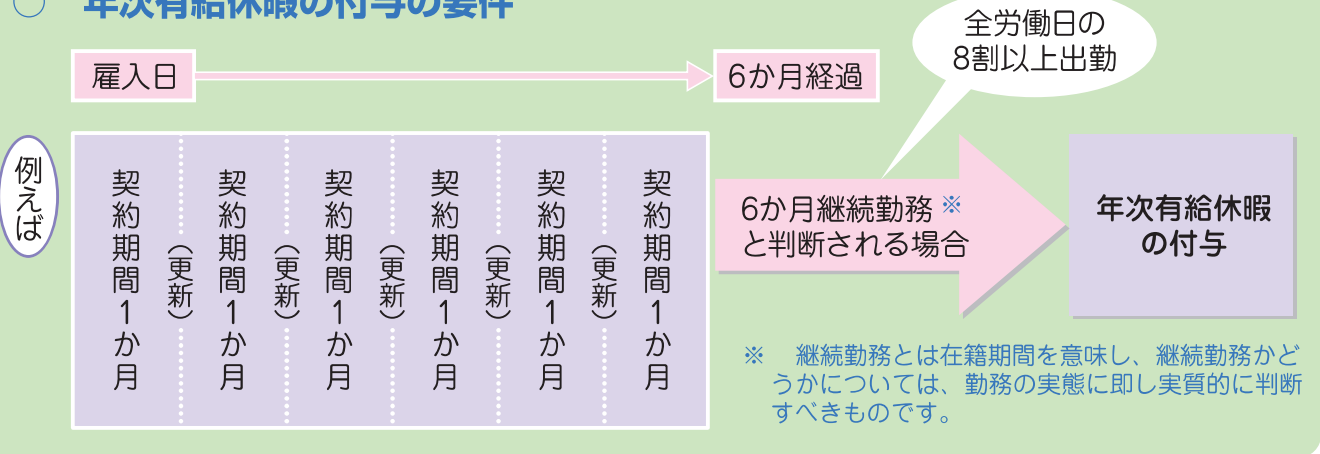 ○ 年次有給休暇の付与の要件
全労働日の
8割以上出勤
雇入日
6か月経過
例えば
契約期間1か月
(更新)
契約期間1か月
(更新)
契約期間1か月
(更新)
契約期間1か月
(更新)
契約期間1か月
(更新)
契約期間1か月
6か月継続勤務※
と判断される場合
年次有給休暇
の付与
※ 継続勤務とは在籍期間を意味し、継続勤務かど
うかについては、勤務の実態に即し実質的に判断
すべきものです。